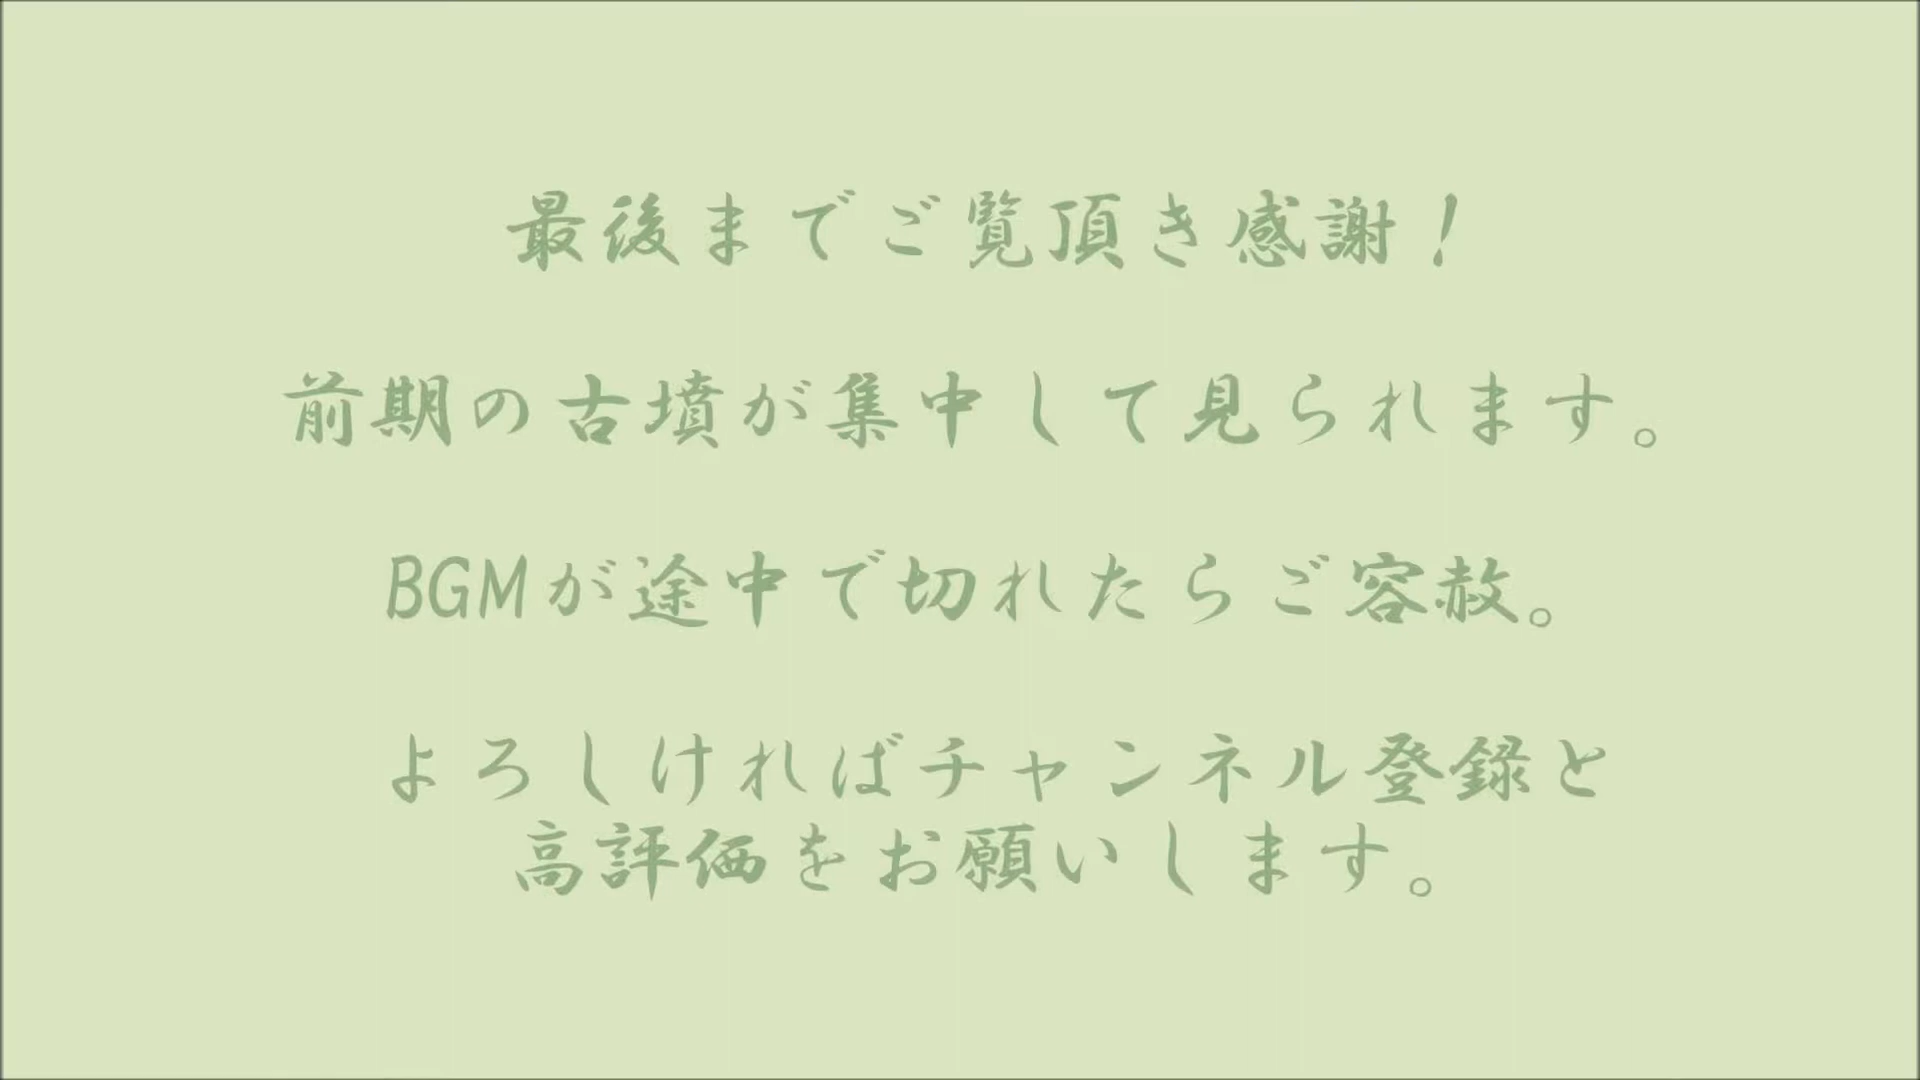 最後までご覧頂き感謝！
前期の古墳が集中して見られます。
BGMが途中で切れたらご容赦。
よろしければチャンネル登録と
高評価をお願いします。